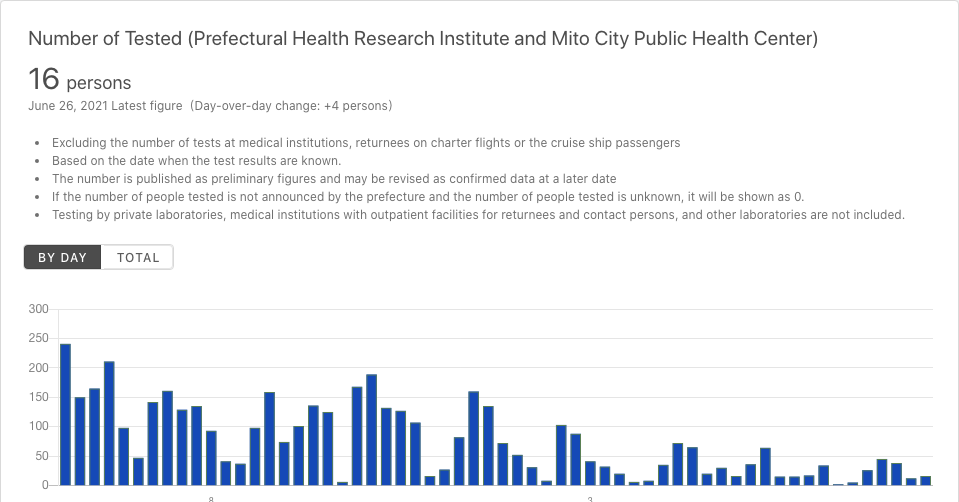 Number of Tested (Prefectural Health Research Institute and Mito City Public Health Center)
16 persons
June 26, 2021 Latest figure (Day-over-day change: +4 persons)
• Excluding the number of tests at medical institutions, returnees on charter flights or the cruise ship passengers
• Based on the date when the test results are known.
• The number is published as preliminary figures and may be revised as confirmed data at a later date
• If the number of people tested is not announced by the prefecture and the number of people tested is unknown, it will be shown as 0.
• Testing by private laboratories, medical institutions with outpatient facilities for returnees and contact persons, and other laboratories are not included.
BY DAY TOTAL
300
250
200
150
100
50
0